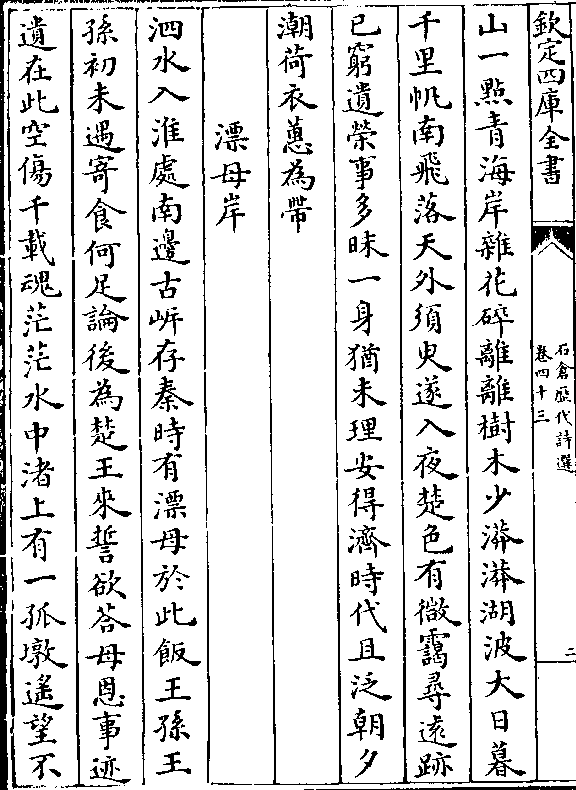 欽定四庫全書
石倉歷代詩選
卷四十三
二
山一點青海岸雜花碎離離樹木少漭漭湖波大日暮
千里帆南飛落天外須臾遂入夜楚色有微靄尋遠跡
已窮遺榮事多昧一身猶未理安得濟時代且泛朝夕
潮荷衣蕙為帶
漂母岸
泗水入淮處南邊古岍存秦時有漂母於此飯王孫王
孫初未遇寄食何足論後為楚王來誓欲荅母恩事迹
遺在此空傷千載魂茫茫水中渚上有一孤墩遙望不